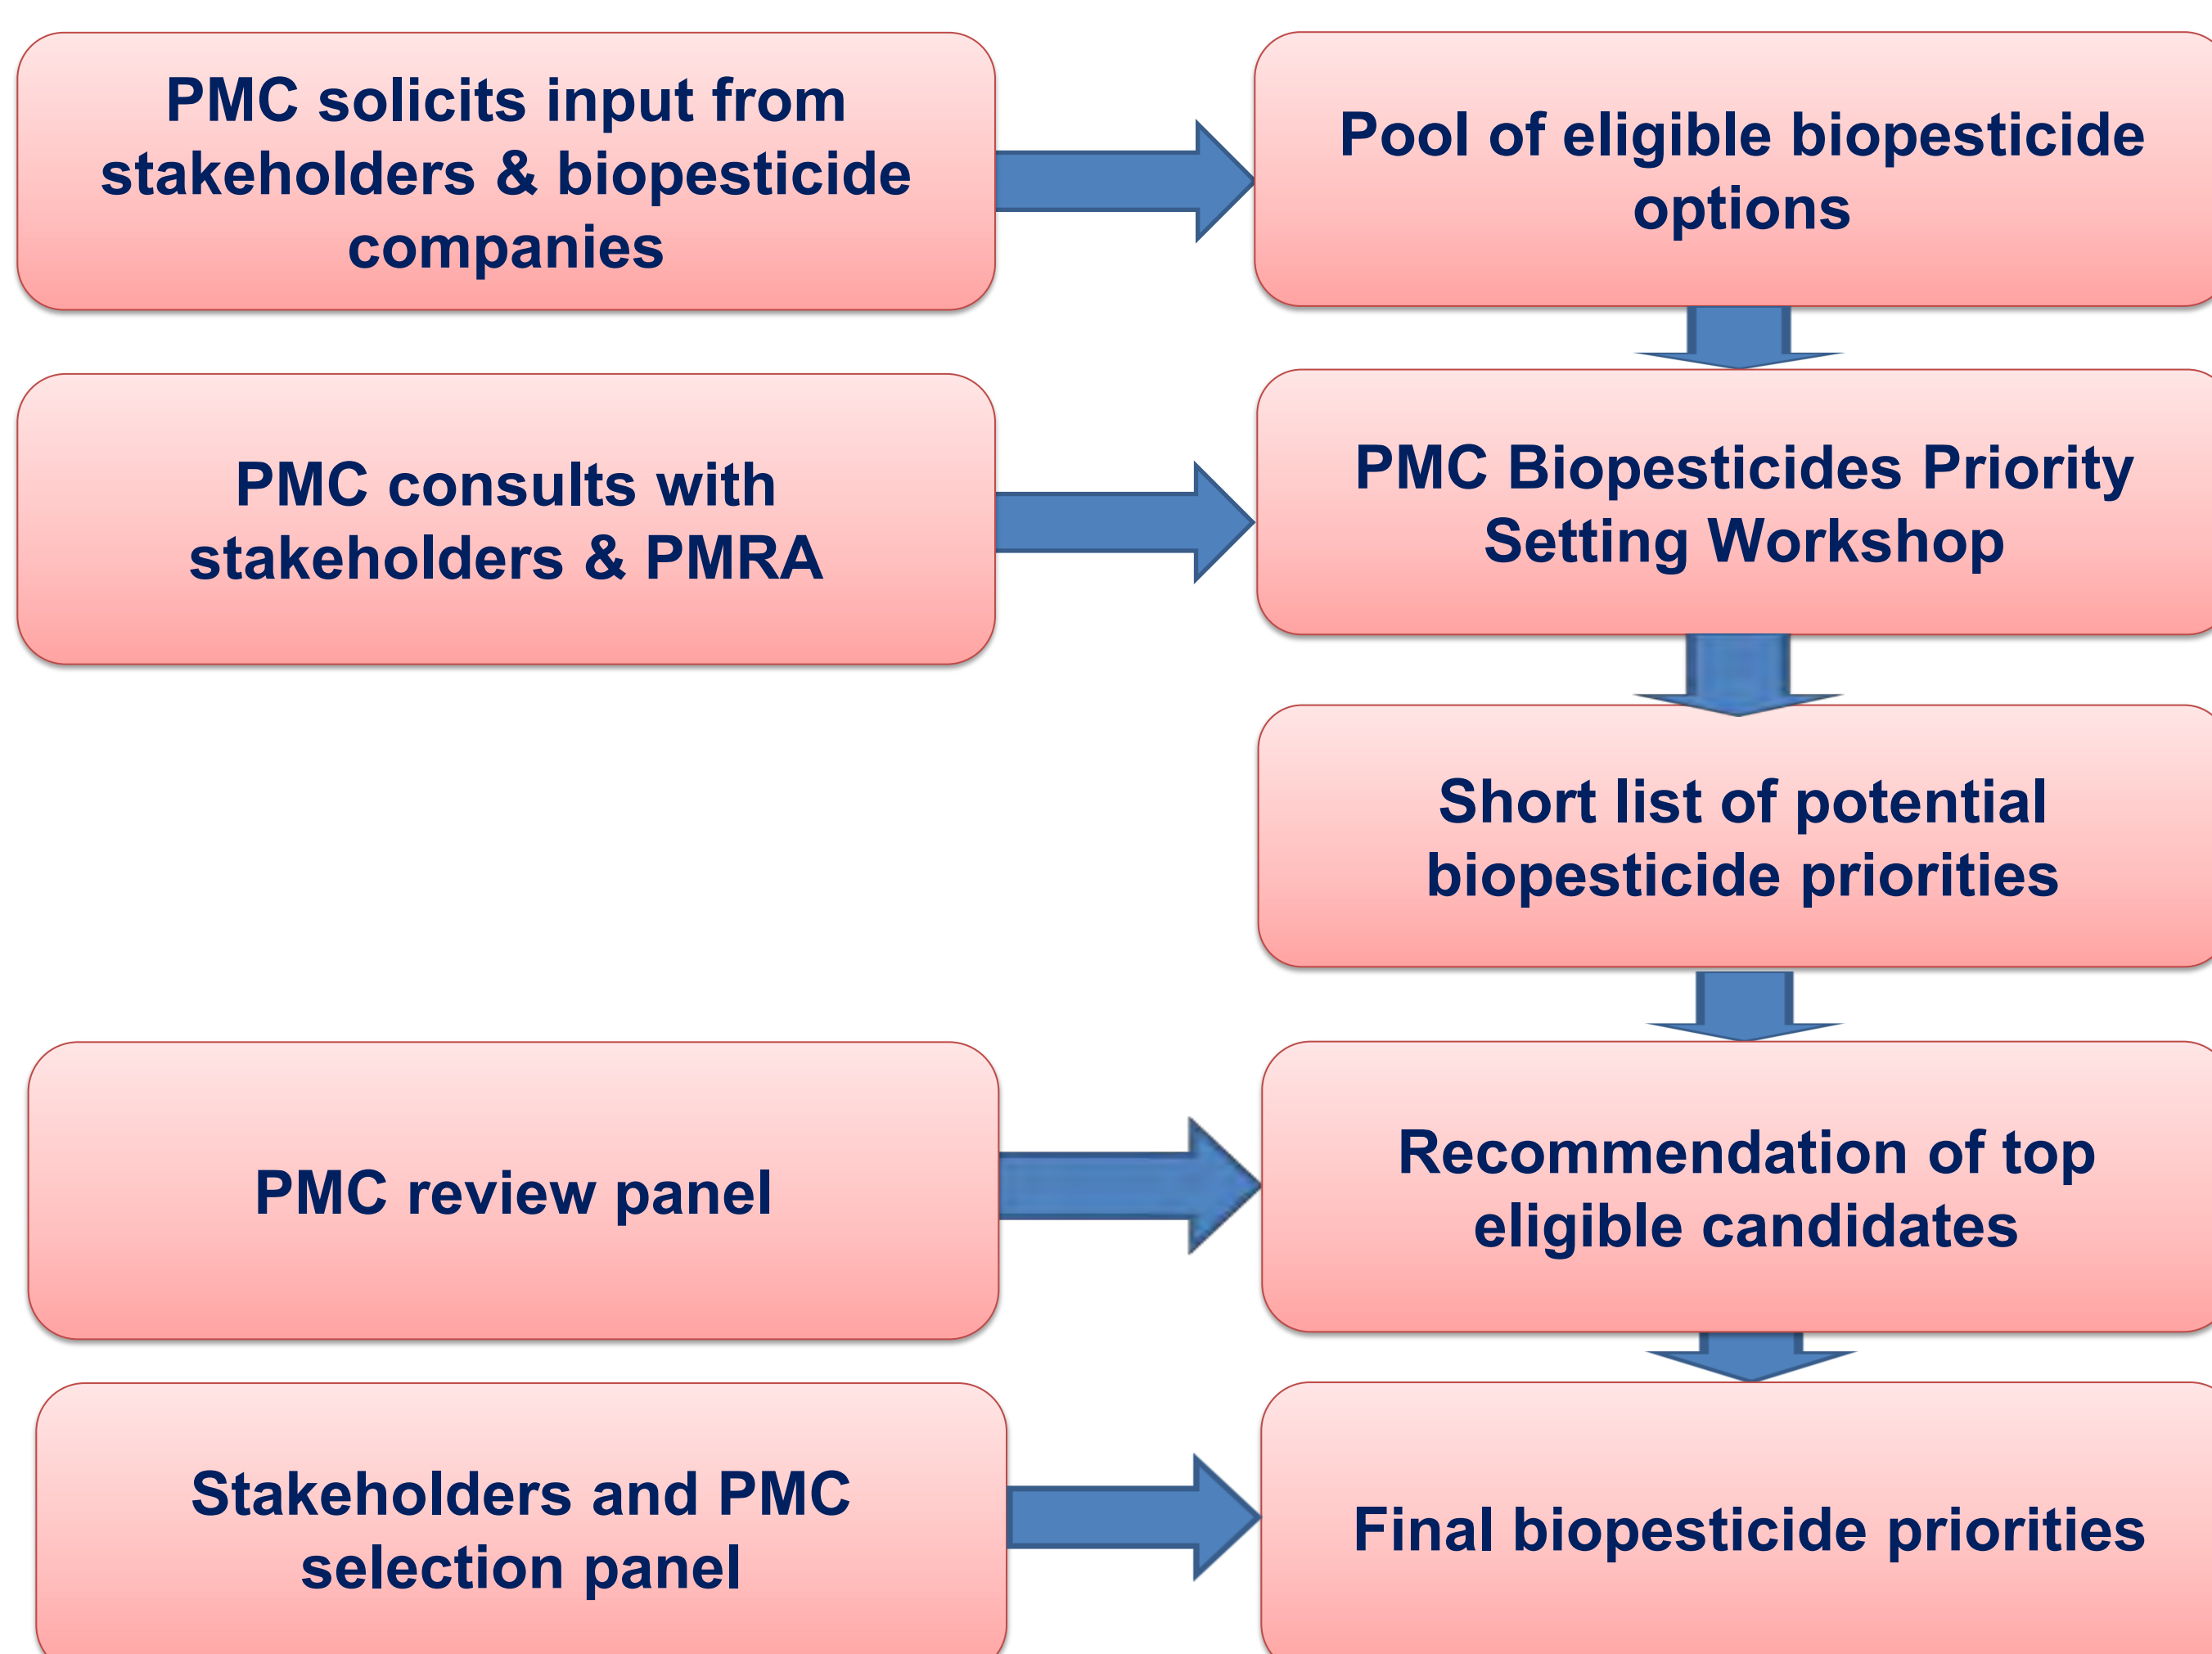 PMC solicits input from
stakeholders & biopesticide
companies
Pool of eligible biopesticide
options
PMC consults with
stakeholders & PMRA
PMC Biopesticides Priority
Setting Workshop
Short list of potential
biopesticide priorities
PMC review panel
Recommendation of top
eligible candidates
Stakeholders and PMC
selection panel
Final biopesticide priorities